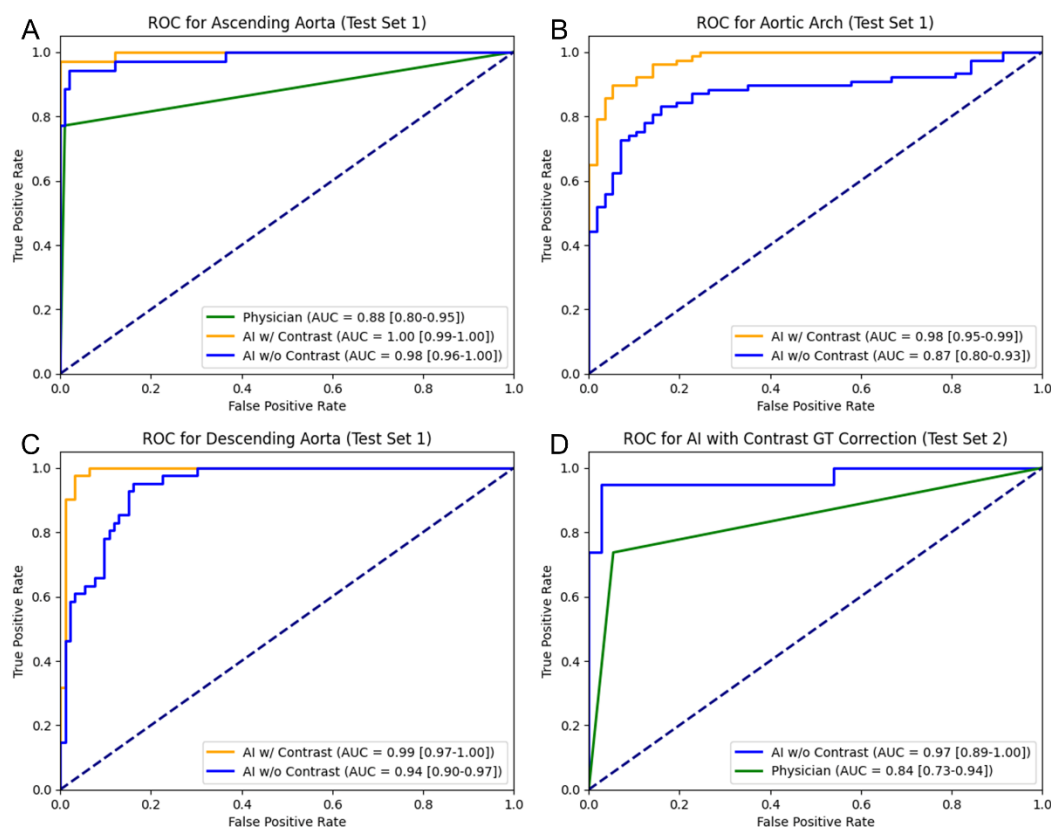 A
ROC for Ascending Aorta (Test Set 1)
True Positive Rate
1.0
0.8
0.6
0.4
0.2
0.0
Physician (AUC = 0.88 [0.80-0.95])
AI w/ Contrast (AUC = 1.00 [0.99-1.00])
AI w/o Contrast (AUC = 0.98 [0.96-1.00])
0.0 0.2 0.4 0.6 0.8 1.0
False Positive Rate
B
ROC for Aortic Arch (Test Set 1)
True Positive Rate
1.0
0.8
0.6
0.4
0.2
0.0
AI w/ Contrast (AUC = 0.98 [0.95-0.99])
AI w/o Contrast (AUC = 0.87 [0.80-0.93])
0.0 0.2 0.4 0.6 0.8 1.0
False Positive Rate
C
ROC for Descending Aorta (Test Set 1)
True Positive Rate
1.0
0.8
0.6
0.4
0.2
0.0
AI w/ Contrast (AUC = 0.99 [0.97-1.00])
AI w/o Contrast (AUC = 0.94 [0.90-0.97])
0.0 0.2 0.4 0.6 0.8 1.0
False Positive Rate
D
ROC for AI with Contrast GT Correction (Test Set 2)
True Positive Rate
1.0
0.8
0.6
0.4
0.2
0.0
AI w/o Contrast (AUC = 0.97 [0.89-1.00])
Physician (AUC = 0.84 [0.73-0.94])
0.0 0.2 0.4 0.6 0.8 1.0
False Positive Rate